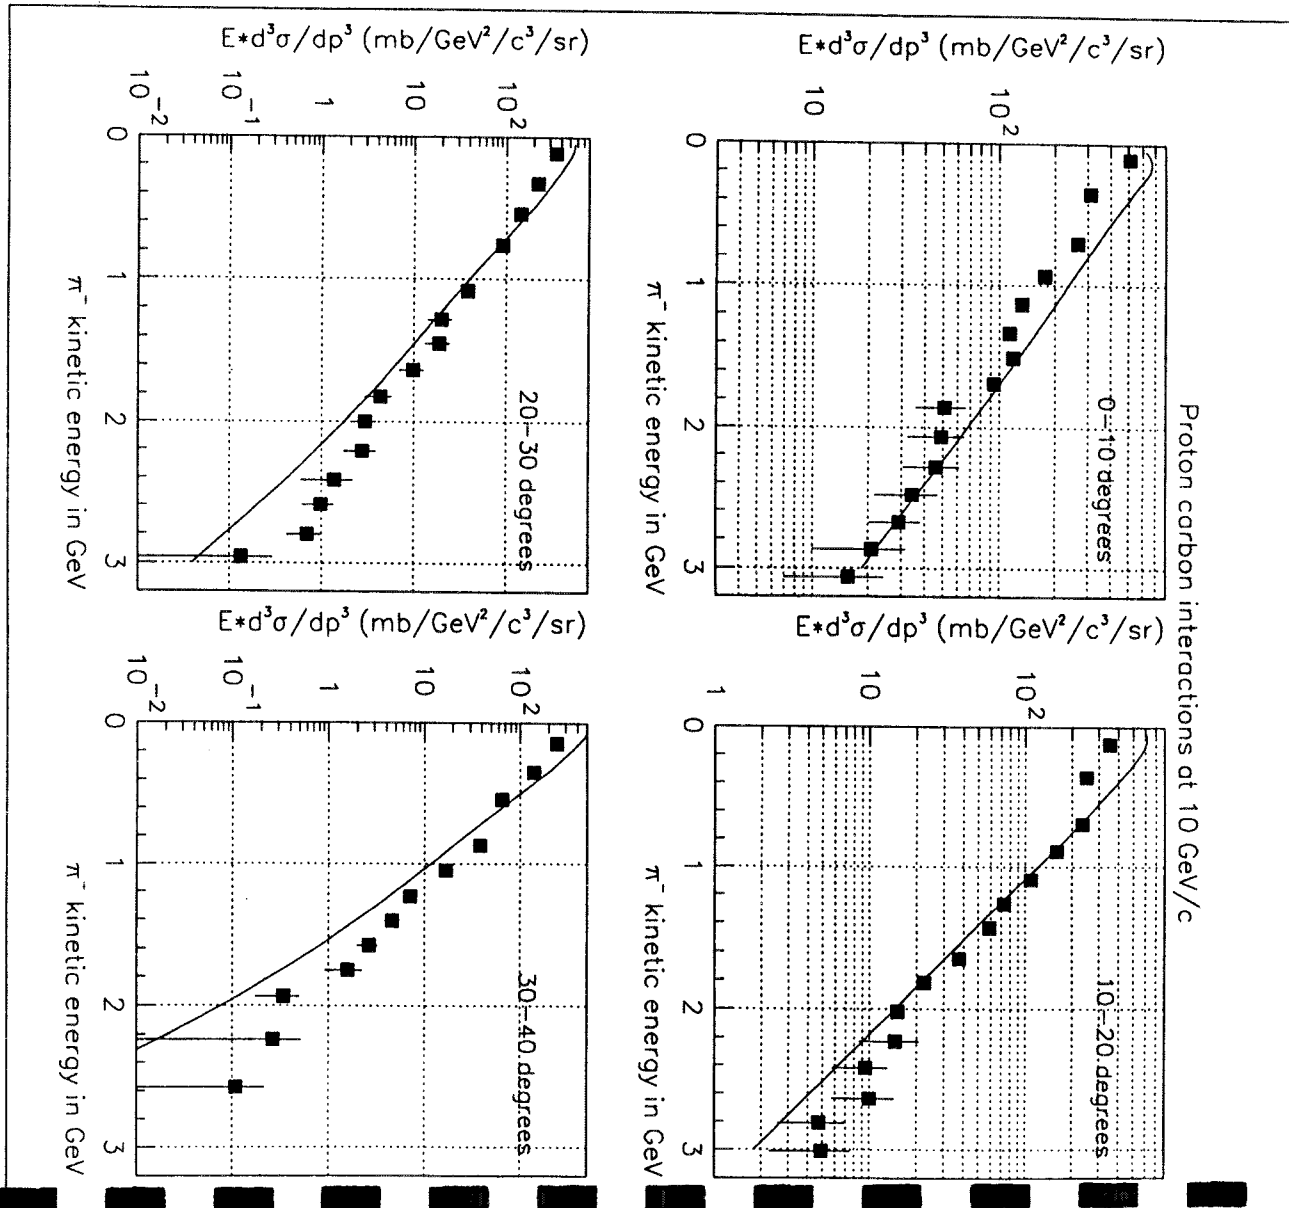 Proton carbon interactions at 10 GeV/c
E*d³σ/dp³ (mb/GeV²/c³/sr)
10²
10
0-10 degrees
0 1 2 3
π⁻ kinetic energy in GeV
E*d³σ/dp³ (mb/GeV²/c³/sr)
10²
10
1
10-20 degrees
0 1 2 3
π⁻ kinetic energy in GeV
E*d³σ/dp³ (mb/GeV²/c³/sr)
10²
10
1
10⁻¹
10⁻²
20-30 degrees
0 1 2 3
π⁻ kinetic energy in GeV
E*d³σ/dp³ (mb/GeV²/c³/sr)
10²
10
1
10⁻¹
10⁻²
30-40 degrees
0 1 2 3
π⁻ kinetic energy in GeV